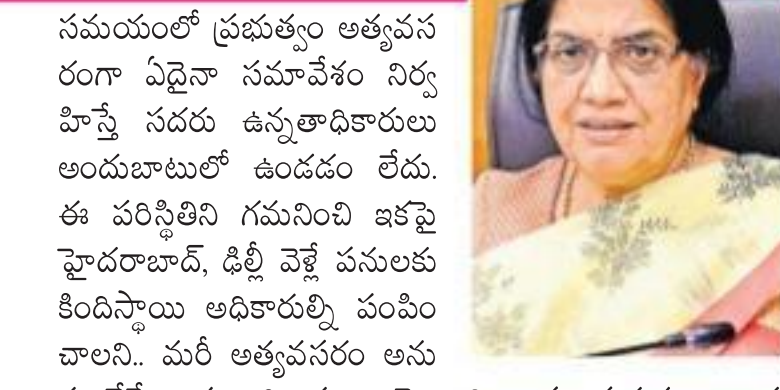 సమయంలో ప్రభుత్వం అత్యవస
రంగా ఏదైనా సమావేశం నిర్వ
హిస్తే సదరు ఉన్నతాధికారులు
అందుబాటులో ఉండడం లేదు.
ఈ పరిస్థితిని గమనించి ఇకపై
హైదరాబాద్, ఢిల్లీ వెళ్లే పనులకు
కిందిస్థాయి అధికారుల్ని పంపిం
చాలని.. మరీ అత్యవసరం అను